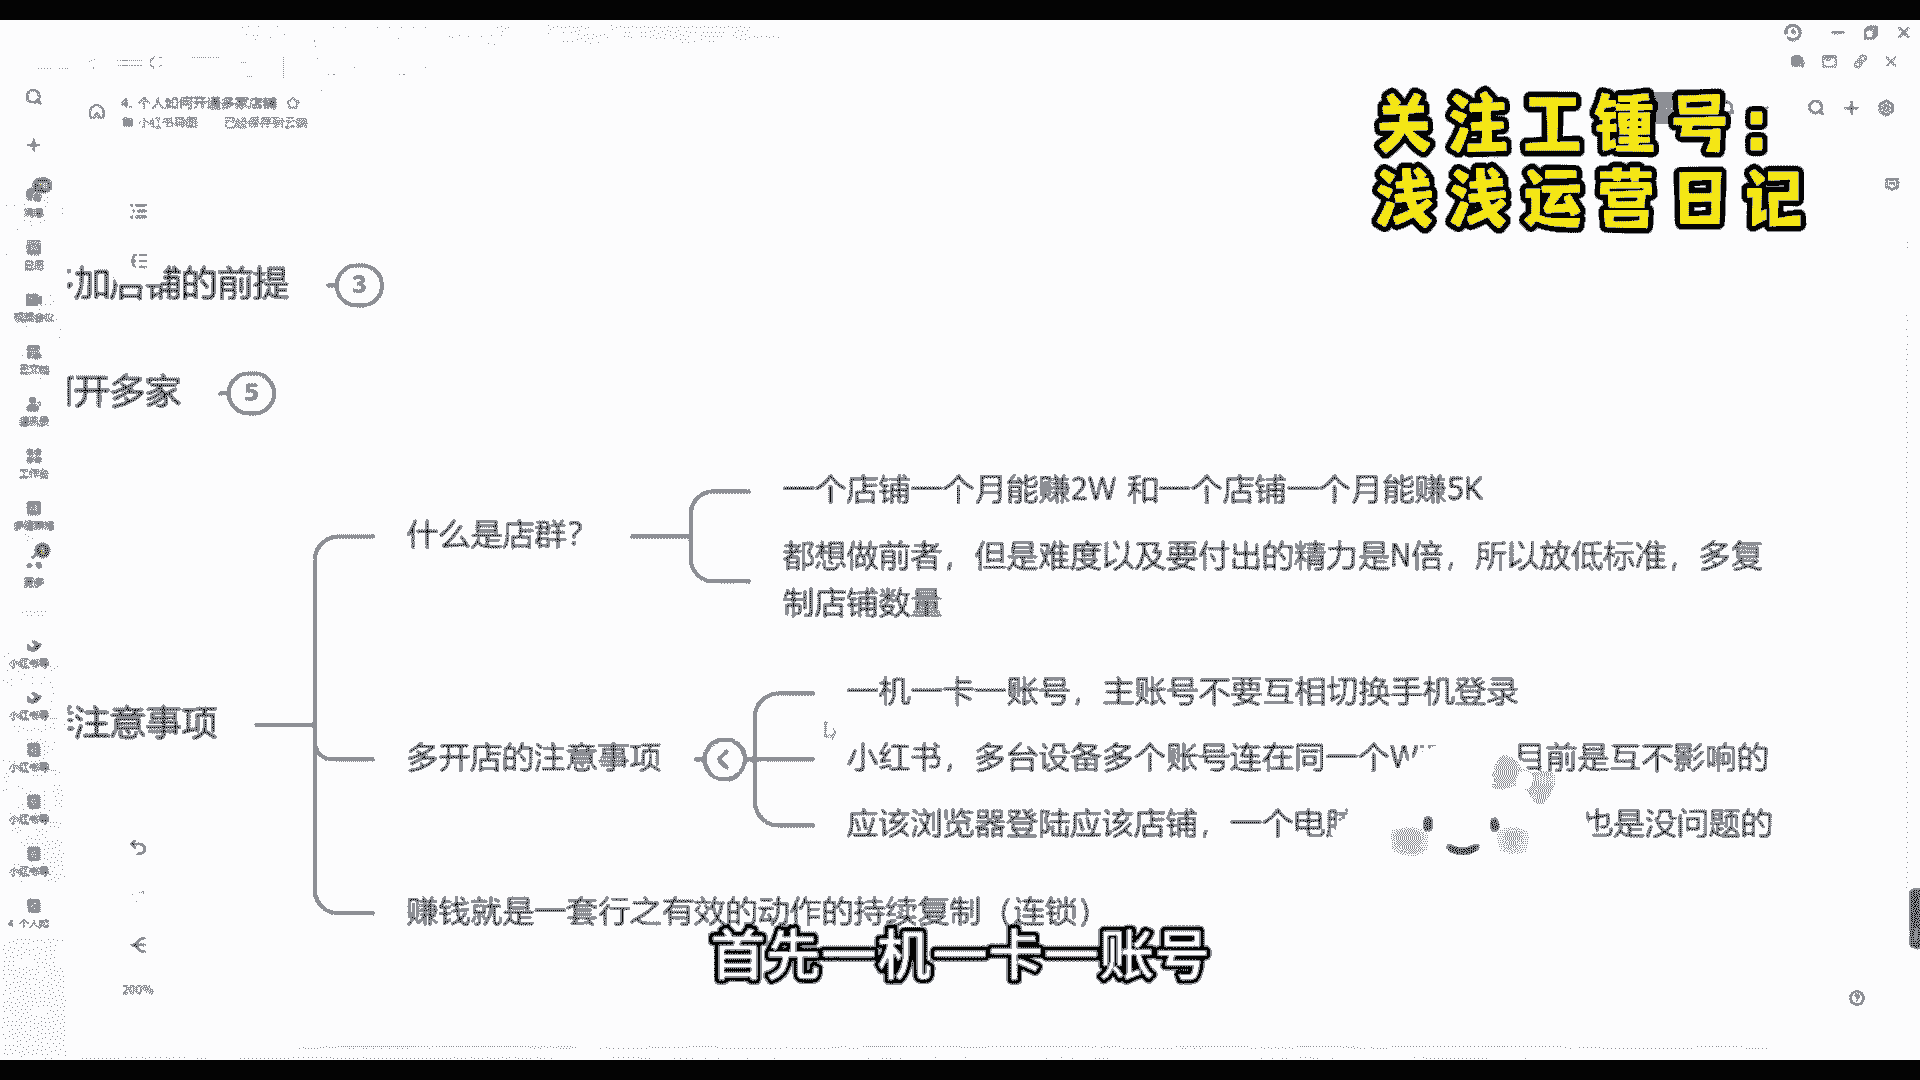 4. 个人如何开通多家店铺
小红书导图 已经保存到云端
关注工锺号：
浅浅运营日记
加店铺的前提
3
开多家
5
一个店铺一个月能赚2W 和一个店铺一个月能赚5K
什么是店群？
都想做前者，但是难度以及要付出的精力是N倍，所以放低标准，多复
制店铺数量
一机一卡一账号，主账号不要互相切换手机登录
注意事项
多开店的注意事项
小红书，多台设备多个账号连在同一个W 目前是互不影响的
应该浏览器登陆应该店铺，一个电脑 也是没问题的
赚钱就是一套行之有效的动作的持续复制（连锁）
首先一机一卡一账号
200%